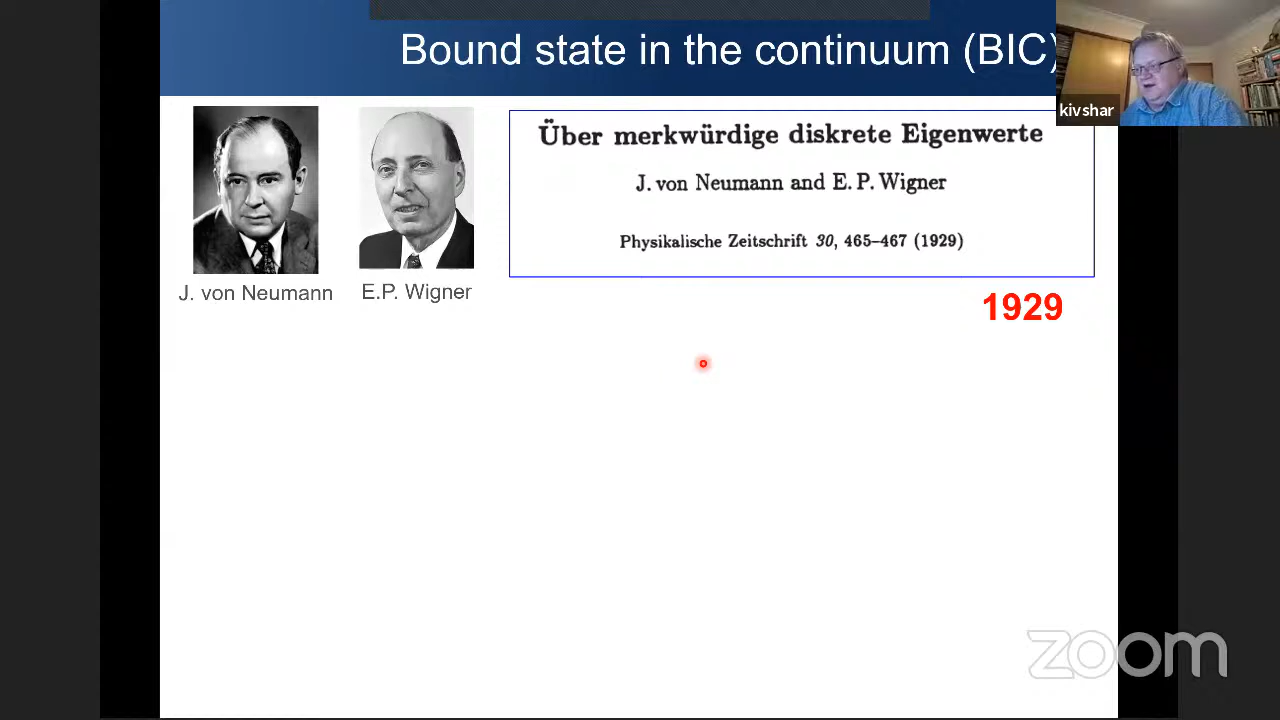 Bound state in the continuum (BIC)
kivshar
Über merkwürdige diskrete Eigenwerte
J. von Neumann and E. P. Wigner
Physikalische Zeitschrift 30, 465–467 (1929)
J. von Neumann
E.P. Wigner
1929
zoom